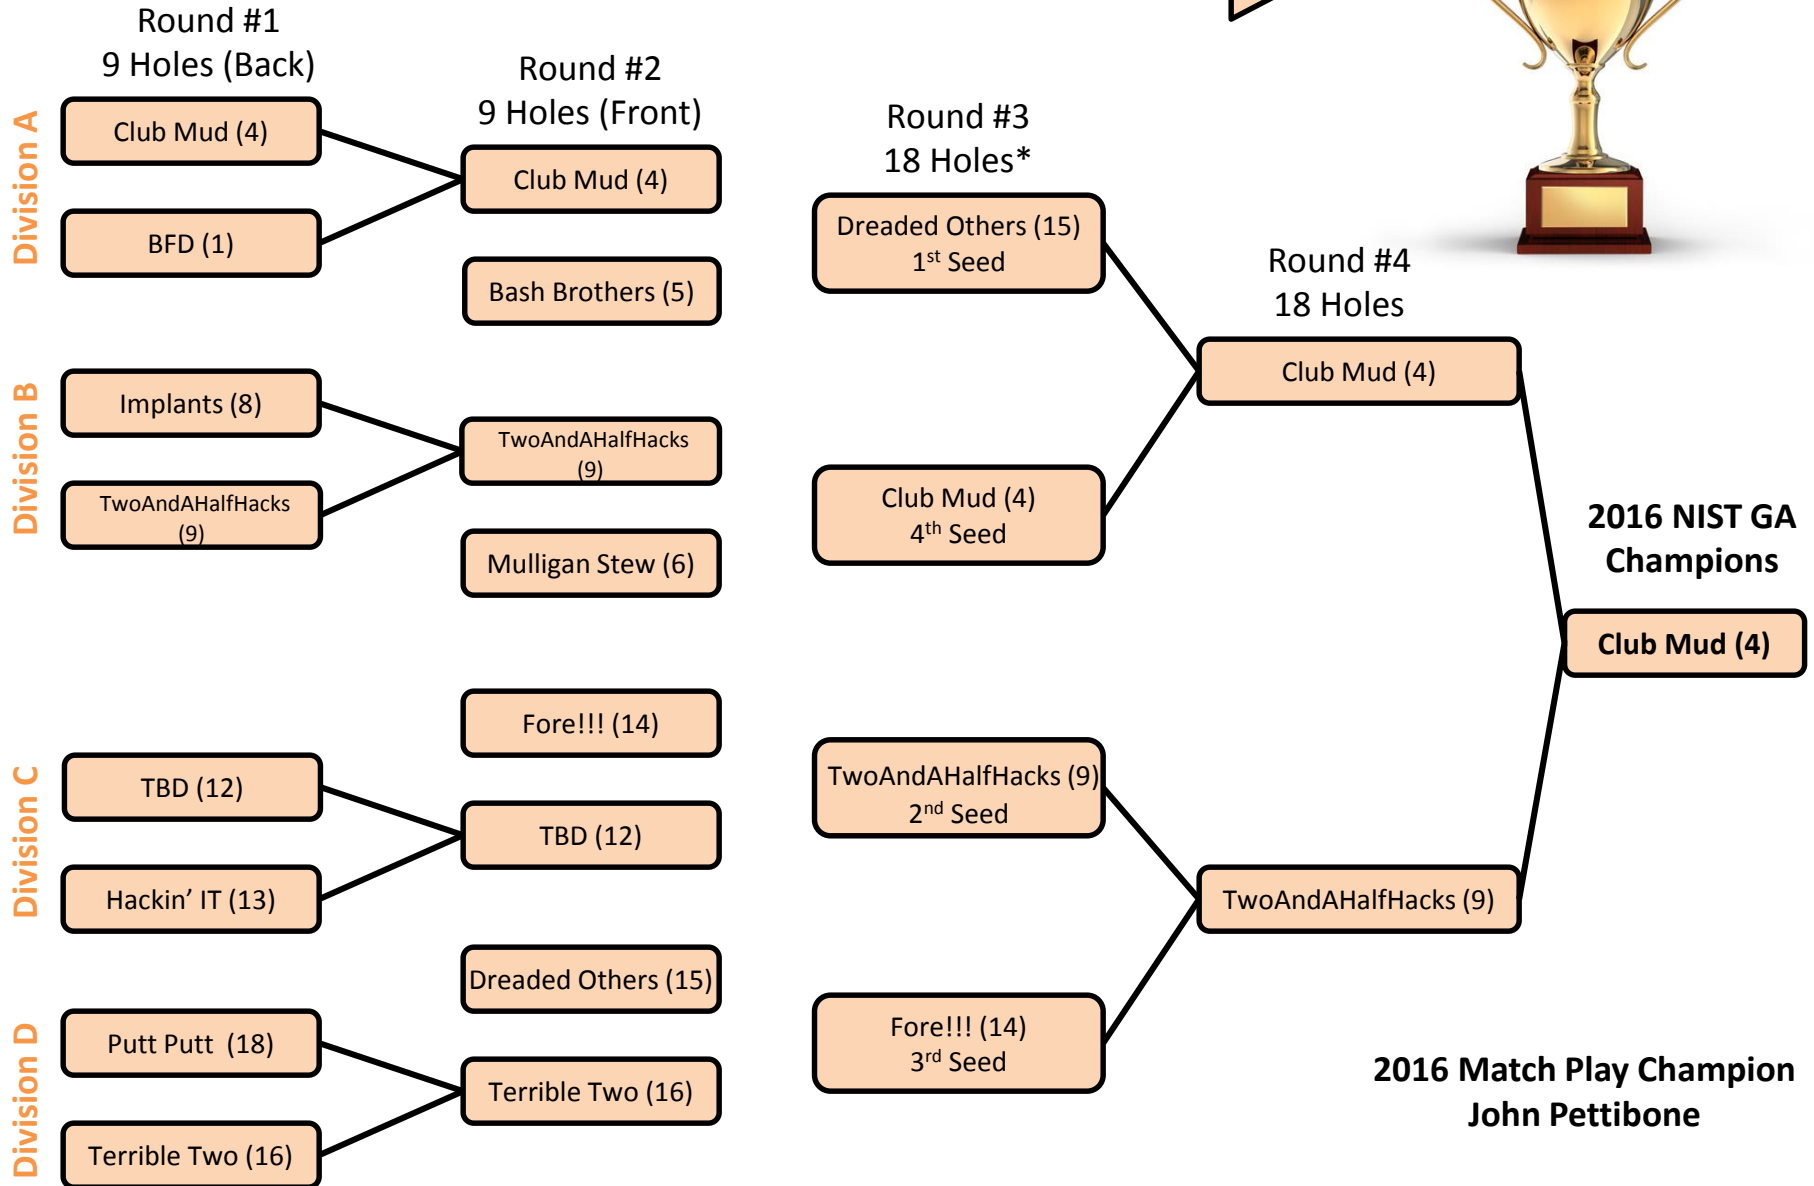 Round #1
9 Holes (Back)
Round #2
9 Holes (Front)
Round #3
18 Holes*
Round #4
18 Holes
Division A
Club Mud (4)
BFD (1)
Club Mud (4)
Bash Brothers (5)
Division B
Implants (8)
TwoAndAHalfHacks
(9)
TwoAndAHalfHacks
(9)
Mulligan Stew (6)
Division C
TBD (12)
Hackin’ IT (13)
Fore!!! (14)
TBD (12)
Division D
Putt Putt (18)
Terrible Two (16)
Dreaded Others (15)
Terrible Two (16)
Dreaded Others (15)
1st Seed
Club Mud (4)
4th Seed
TwoAndAHalfHacks (9)
2nd Seed
Fore!!! (14)
3rd Seed
Club Mud (4)
TwoAndAHalfHacks (9)
2016 NIST GA
Champions
Club Mud (4)
2016 Match Play Champion
John Pettibone